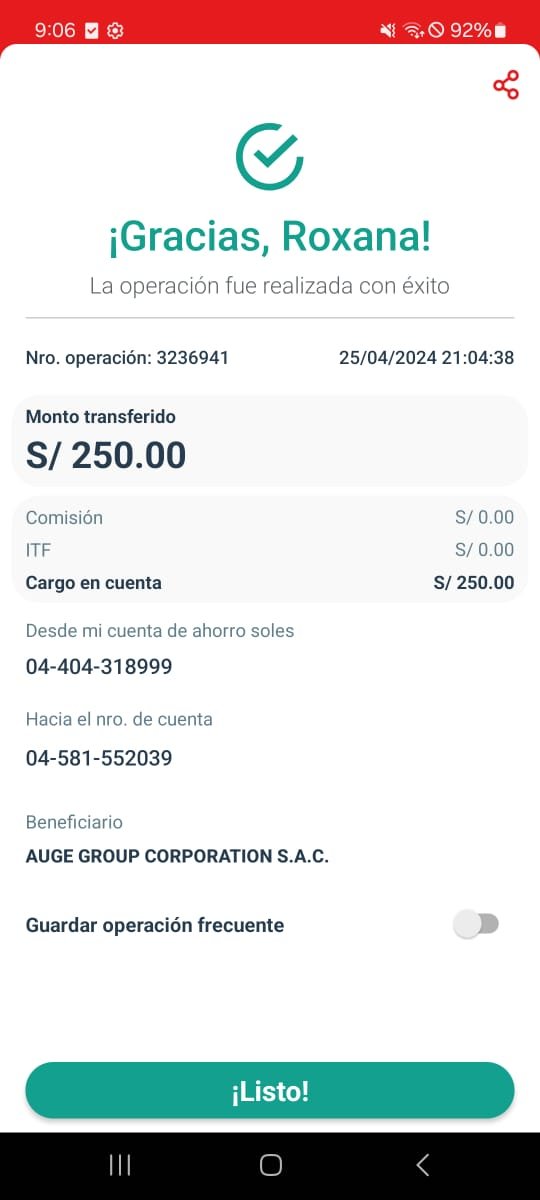 9:06 92%
¡Gracias, Roxana!
La operación fue realizada con éxito
Nro. operación: 3236941 25/04/2024 21:04:38
Monto transferido
S/ 250.00
Comisión S/ 0.00
ITF S/ 0.00
Cargo en cuenta S/ 250.00
Desde mi cuenta de ahorro soles
04-404-318999
Hacia el nro. de cuenta
04-581-552039
Beneficiario
AUGE GROUP CORPORATION S.A.C.
Guardar operación frecuente
¡Listo!